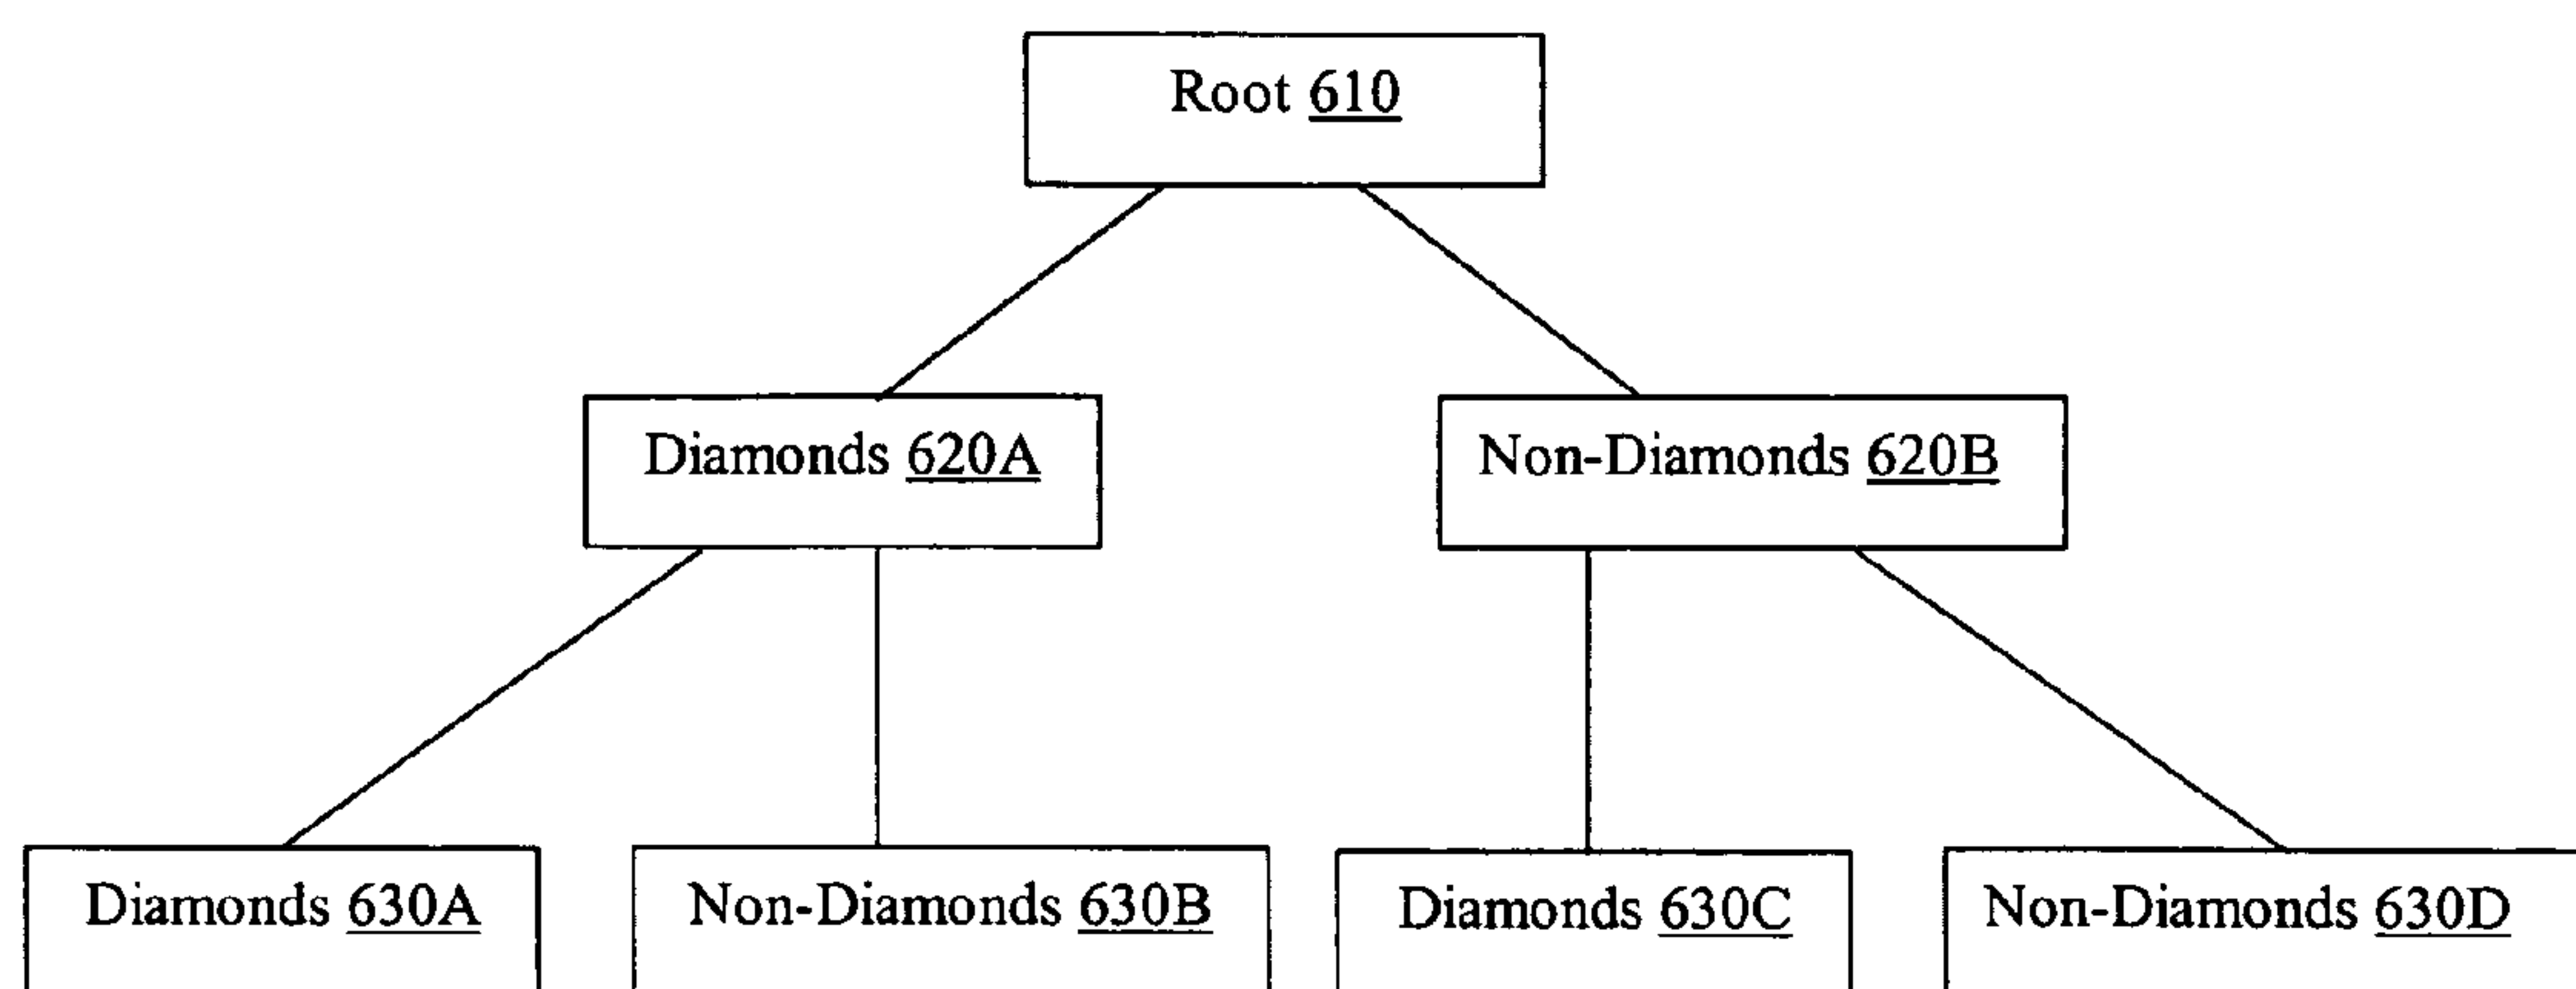 Root 610
Diamonds 620A
Non-Diamonds 620B
Diamonds 630A
Non-Diamonds 630B
Diamonds 630C
Non-Diamonds 630D